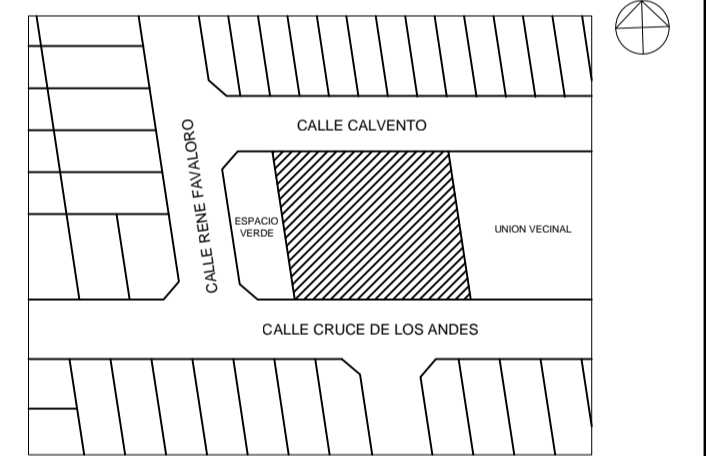 CALLE CALVENTO
CALLE RENE FAVALORO
ESPACIO
VERDE
UNION VECINAL
CALLE CRUCE DE LOS ANDES